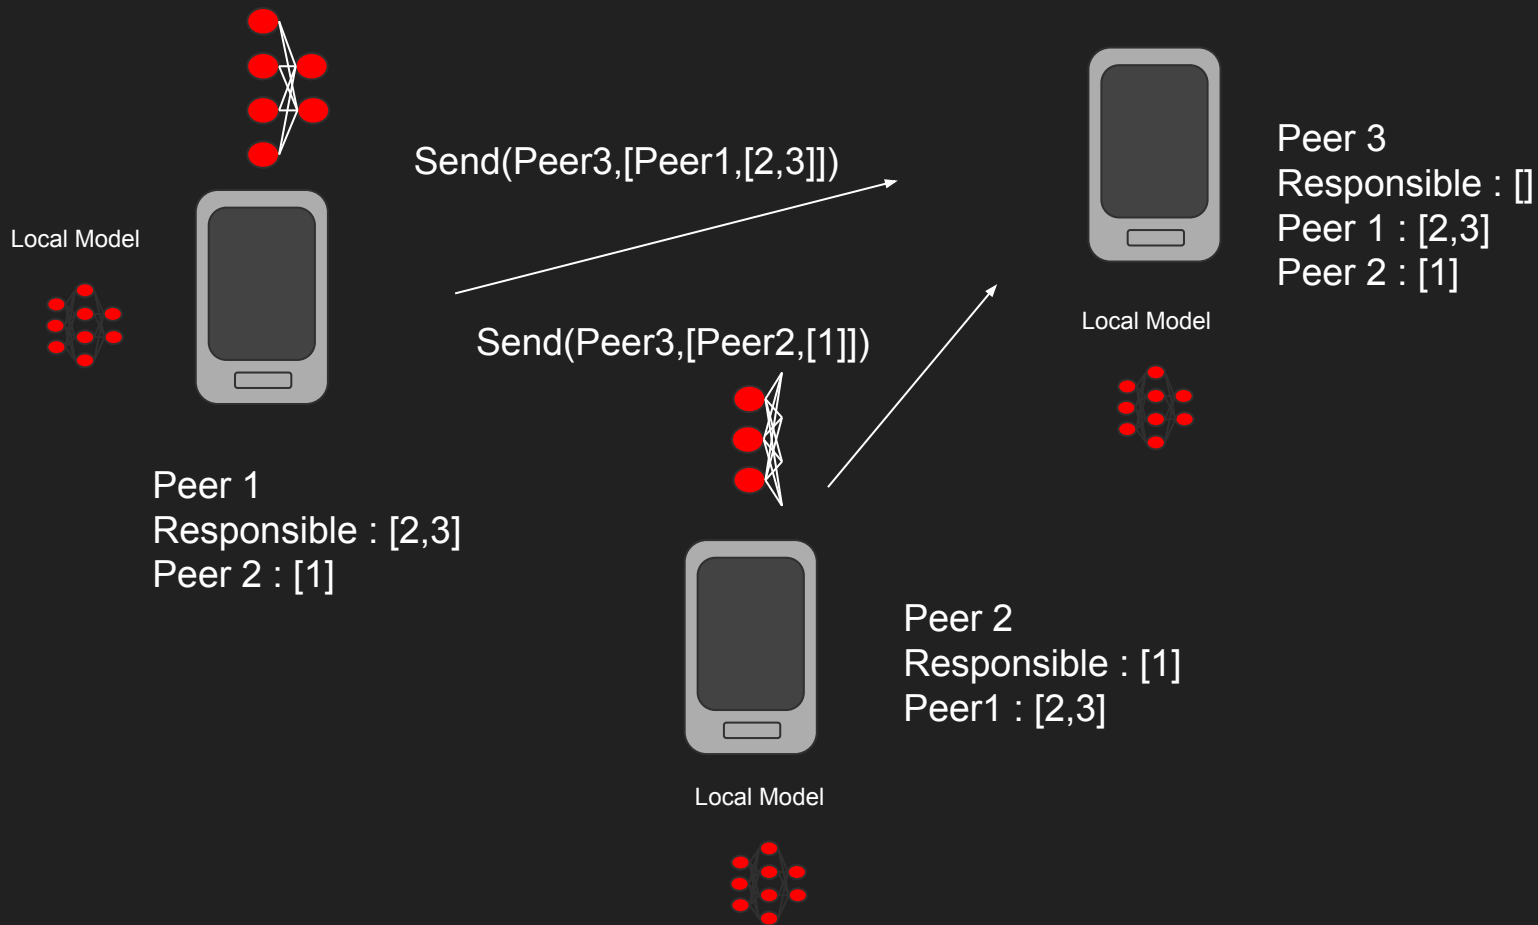 Send(Peer3,[Peer1,[2,3]])
Local Model
Peer 1
Responsible : [2,3]
Peer 2 : [1]
Send(Peer3,[Peer2,[1]])
Peer 2
Responsible : [1]
Peer1 : [2,3]
Local Model
Peer 3
Responsible : []
Peer 1 : [2,3]
Peer 2 : [1]
Local Model